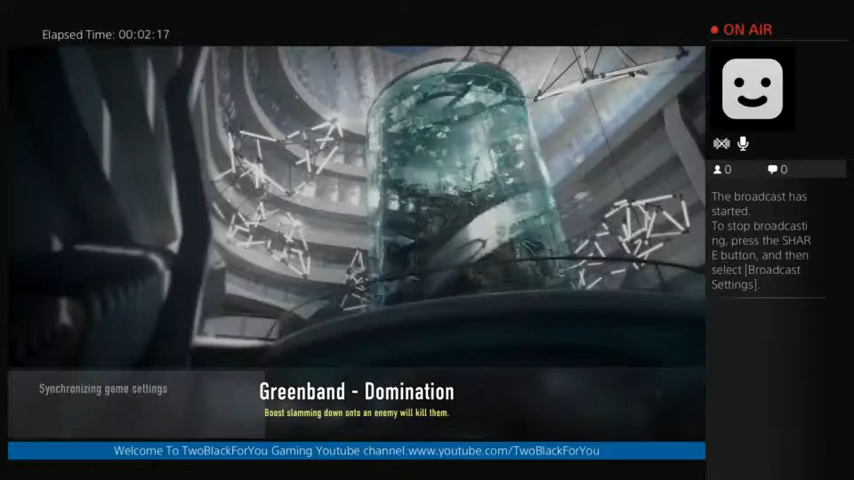 Elapsed Time: 00:02:17
ON AIR
0 0
The broadcast has
started.
To stop broadcasti
ng, press the SHAR
E button, and then
select [Broadcast
Settings].
Synchronizing game settings
Greenband - Domination
Boost slamming down onto an enemy will kill them.
Welcome To TwoBlackForYou Gaming Youtube channel.www.youtube.com/TwoBlackForYou